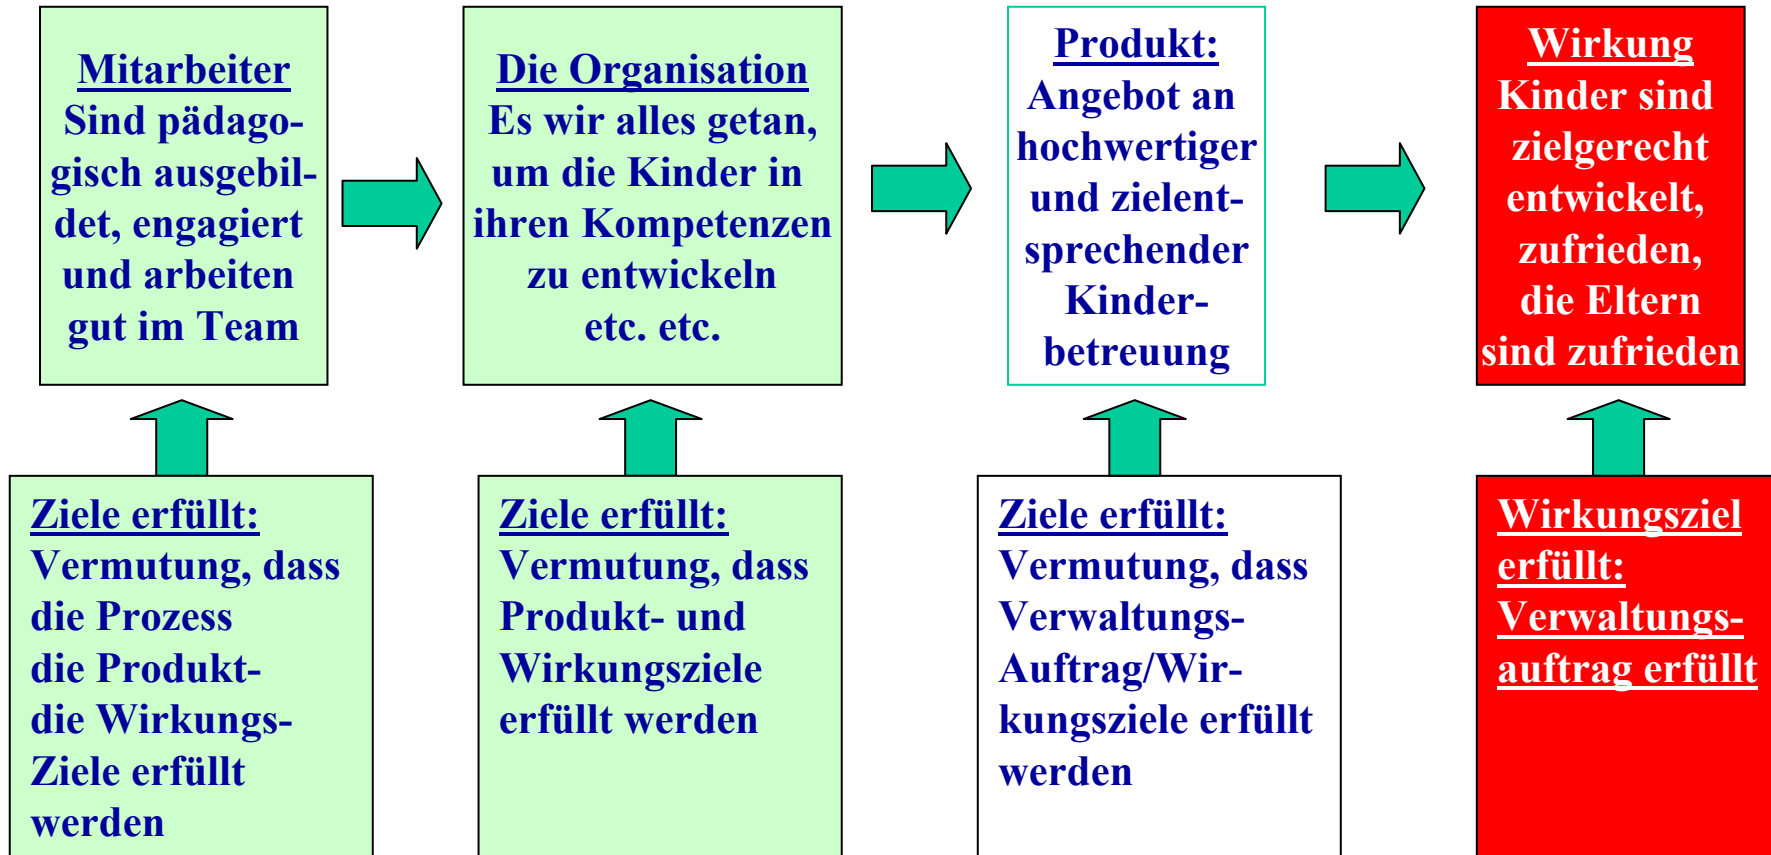 Mitarbeiter
Sind pädago-
gisch ausgebil-
det, engagiert
und arbeiten
gut im Team
Die Organisation
Es wir alles getan,
um die Kinder in
ihren Kompetenzen
zu entwickeln
etc. etc.
Produkt:
Angebot an
hochwertiger
und zielent-
sprechender
Kinder-
betreuung
Wirkung
Kinder sind
zielgerecht
entwickelt,
zufrieden,
die Eltern
sind zufrieden
Ziele erfüllt:
Vermutung, dass
die Prozess
die Produkt-
die Wirkungs-
Ziele erfüllt
werden
Ziele erfüllt:
Vermutung, dass
Produkt- und
Wirkungsziele
erfüllt werden
Ziele erfüllt:
Vermutung, dass
Verwaltungs-
Auftrag/Wir-
kungsziele erfüllt
werden
Wirkungsziel
erfüllt:
Verwaltungs-
auftrag erfüllt